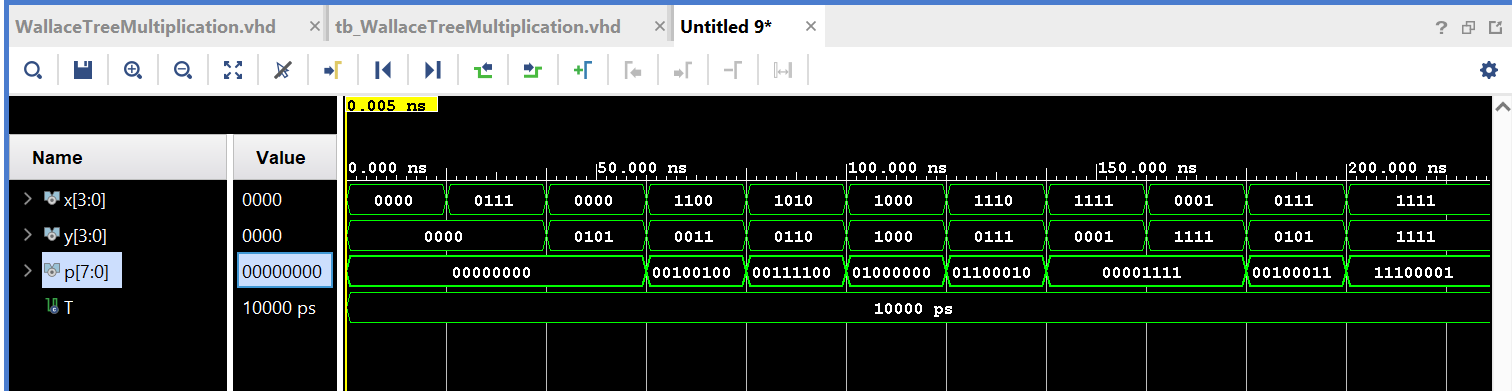 WallaceTreeMultiplication.vhd × tb_WallaceTreeMultiplication.vhd × Untitled 9* × ?
0.005 ns
Name Value 0.000 ns 50.000 ns 100.000 ns 150.000 ns 200.000 ns
x[3:0] 0000 0000 0111 0000 1100 1010 1000 1110 1111 0001 0111 1111
y[3:0] 0000 0000 0101 0011 0110 1000 0111 0001 1111 0101 1111
p[7:0] 00000000 00000000 00100100 00111100 01000000 01100010 00001111 00100011 11100001
T 10000 ps 10000 ps